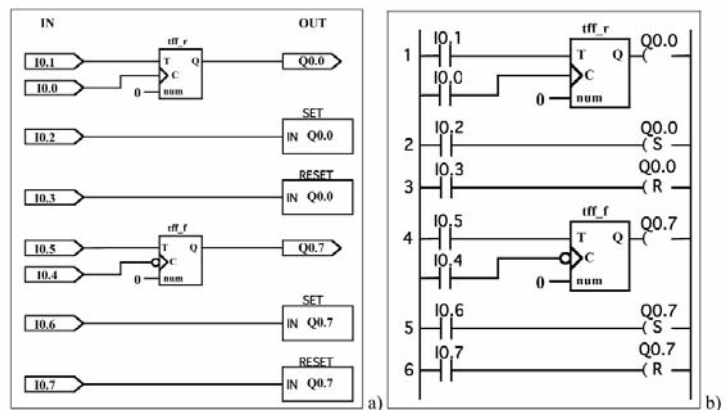 IN OUT
tff_r
I0.1 T Q Q0.0
I0.0 C
0 num
SET
I0.2 IN Q0.0
RESET
I0.3 IN Q0.0
tff_f
I0.5 T Q Q0.7
I0.4 C
0 num
SET
I0.6 IN Q0.7
RESET
I0.7 IN Q0.7
a)
tff_r
I0.1 Q0.0
1 T Q (
I0.0 C
0 num
I0.2 Q0.0
2 ( S
I0.3 Q0.0
3 ( R
tff_f
I0.5 Q0.7
4 T Q (
I0.4 C
0 num
I0.6 Q0.7
5 ( S
I0.7 Q0.7
6 ( R
b)